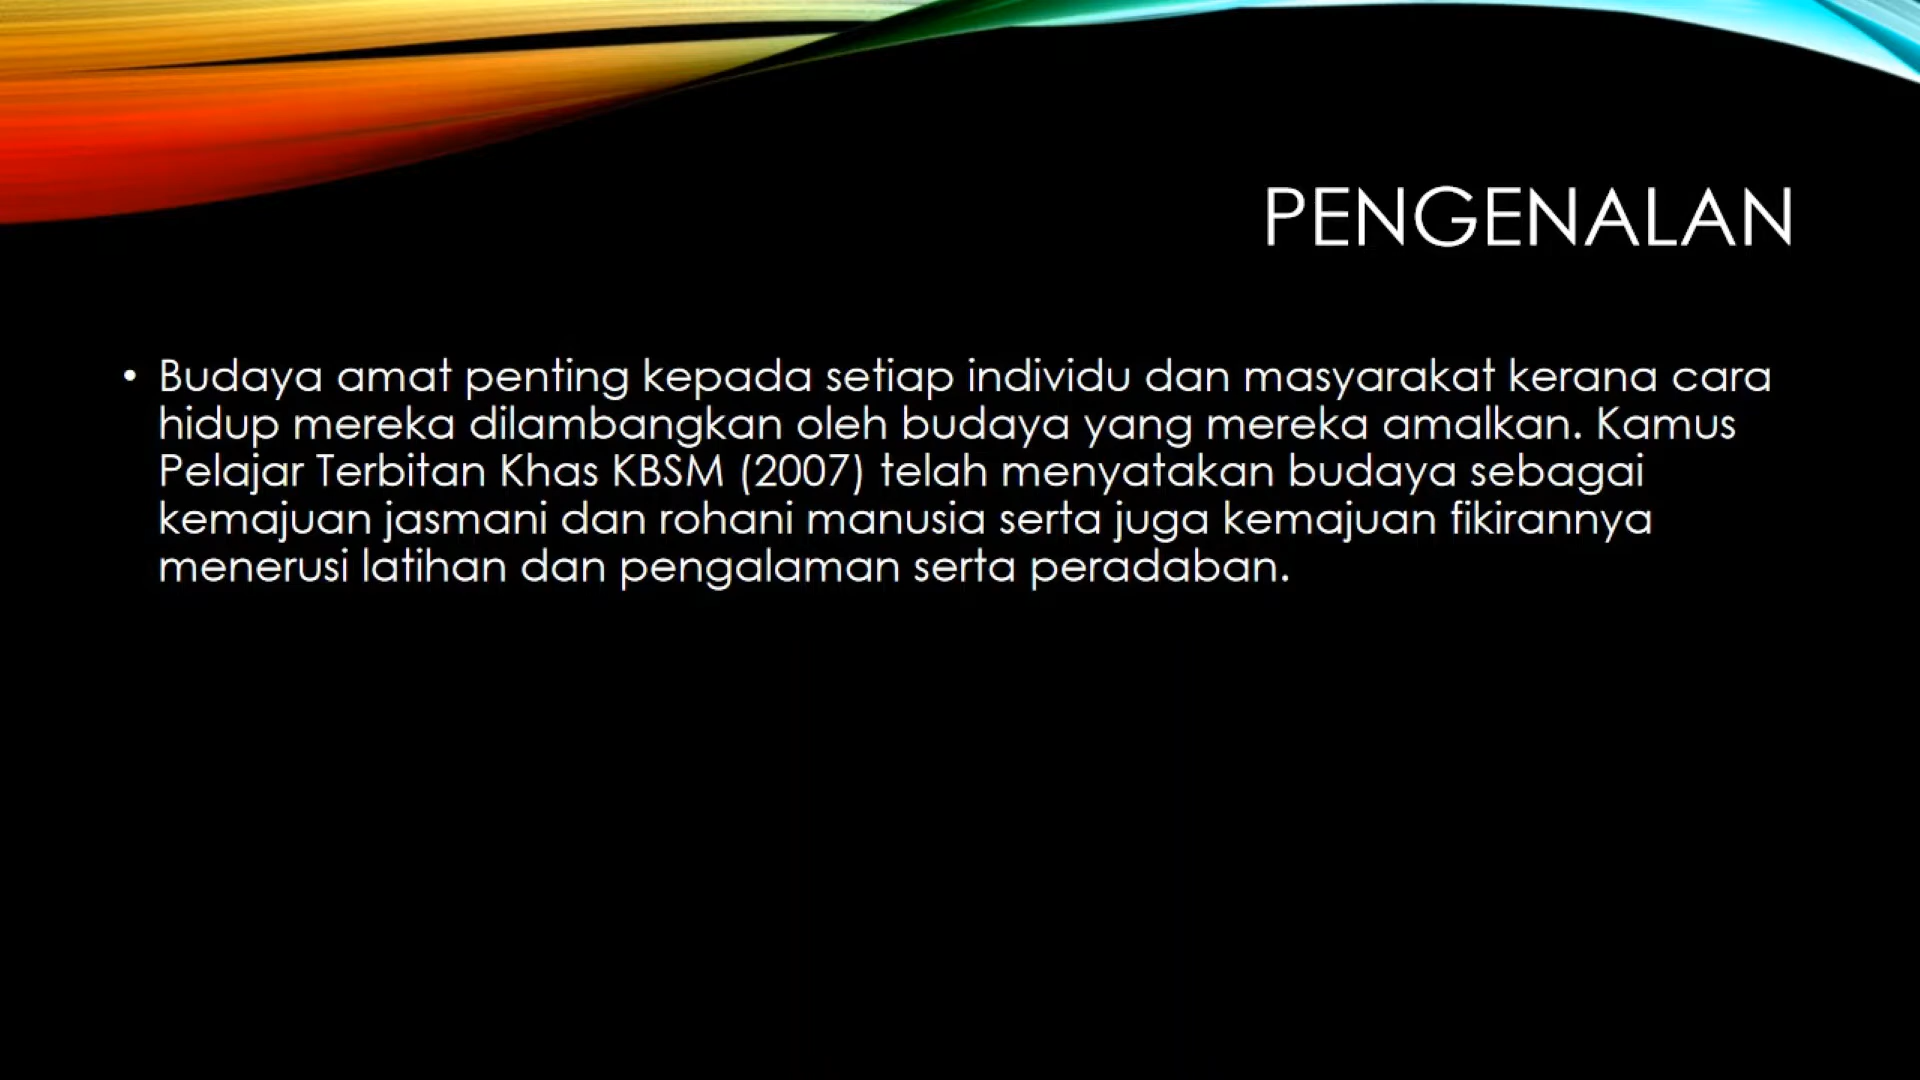 PENGENALAN
• Budaya amat penting kepada setiap individu dan masyarakat kerana cara
hidup mereka dilambangkan oleh budaya yang mereka amalkan. Kamus
Pelajar Terbitan Khas KBSM (2007) telah menyatakan budaya sebagai
kemajuan jasmani dan rohani manusia serta juga kemajuan fikirannya
menerusi latihan dan pengalaman serta peradaban.